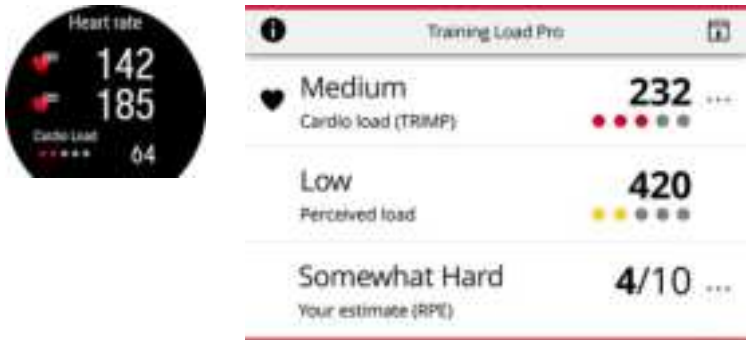 Heart rate
142
185
Cardio Load
64
Training Load Pro
Medium
232 ...
Cardio load (TRIMP)
Low
420
Perceived load
Somewhat Hard
4/10 ...
Your estimate (RPE)